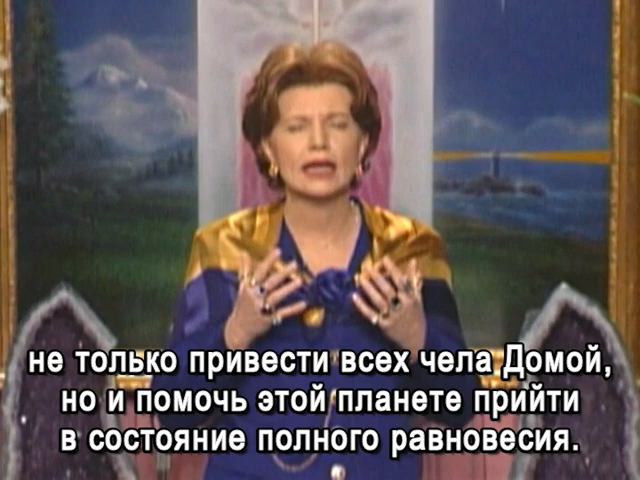 не только привести всех чела Домой,
но и помочь этой планете прийти
в состояние полного равновесия.